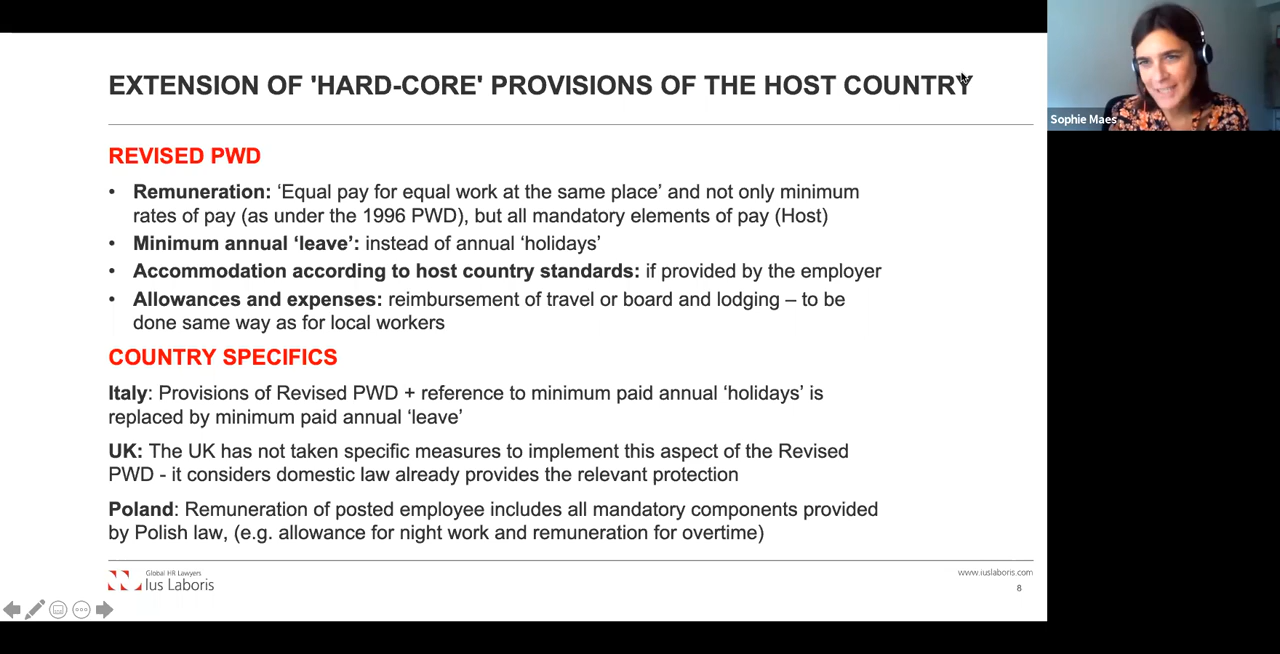 EXTENSION OF 'HARD-CORE' PROVISIONS OF THE HOST COUNTRY
Sophie Maes
REVISED PWD
• Remuneration: ‘Equal pay for equal work at the same place’ and not only minimum
rates of pay (as under the 1996 PWD), but all mandatory elements of pay (Host)
• Minimum annual ‘leave’: instead of annual ‘holidays’
• Accommodation according to host country standards: if provided by the employer
• Allowances and expenses: reimbursement of travel or board and lodging – to be
done same way as for local workers
COUNTRY SPECIFICS
Italy: Provisions of Revised PWD + reference to minimum paid annual ‘holidays’ is
replaced by minimum paid annual ‘leave’
UK: The UK has not taken specific measures to implement this aspect of the Revised
PWD - it considers domestic law already provides the relevant protection
Poland: Remuneration of posted employee includes all mandatory components provided
by Polish law, (e.g. allowance for night work and remuneration for overtime)
Global HR Lawyers
Ius Laboris
www.iuslaboris.com
8